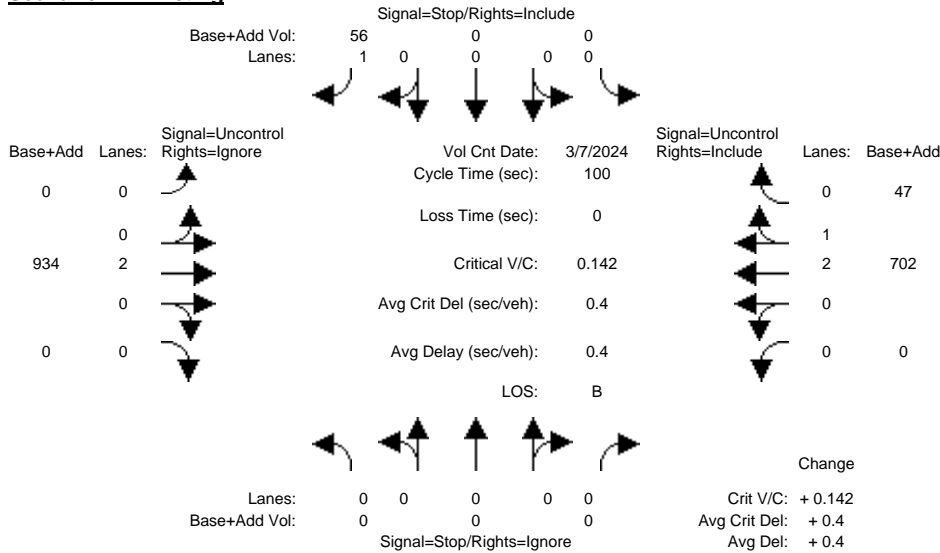 Signal=Stop/Rights=Include
Base+Add Vol: 56 0 0
Lanes: 1 0 0 0 0
Signal=Uncontrol
Rights=Ignore
Base+Add Lanes:
Vol Cnt Date: 3/7/2024
Signal=Uncontrol
Rights=Include
Lanes: Base+Add
Cycle Time (sec): 100
0 0
0 47
Loss Time (sec): 0
0
1
934 2
Critical V/C: 0.142
2 702
0
Avg Crit Del (sec/veh): 0.4
0
0 0
Avg Delay (sec/veh): 0.4
0 0
LOS: B
Change
Lanes: 0 0 0 0 0
Crit V/C: + 0.142
Base+Add Vol: 0 0 0
Avg Crit Del: + 0.4
Signal=Stop/Rights=Ignore
Avg Del: + 0.4